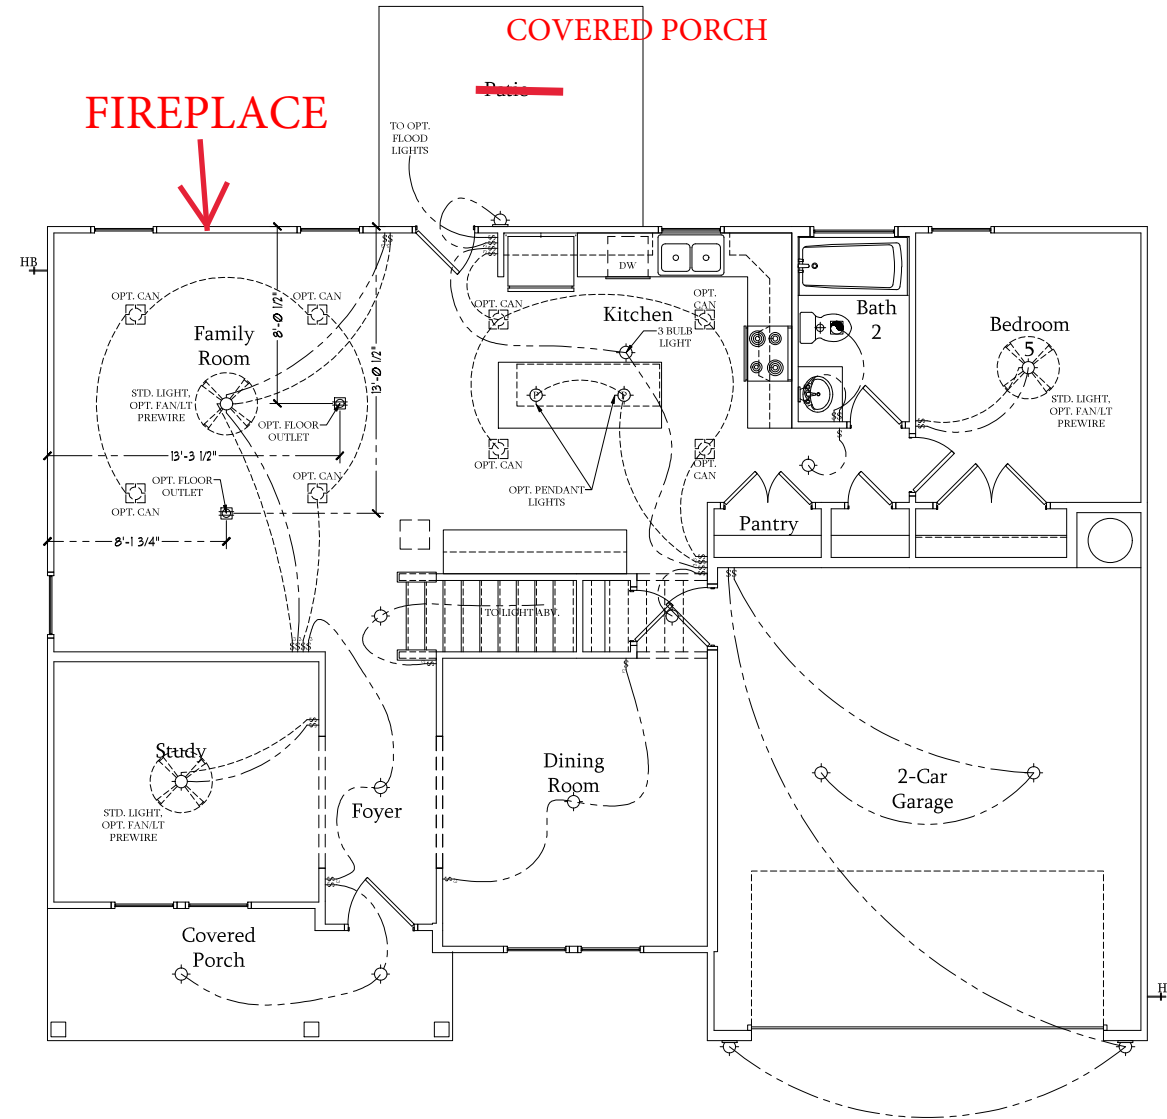 COVERED PORCH
Patio
FIREPLACE
TO OPT.
FLOOD
LIGHTS
HB
DW
OPT. CAN
OPT. CAN
8'-0 1/2"
13'-0 1/2"
OPT. CAN
OPT.
CAN
Kitchen
3 BULB
LIGHT
Bath
2
Bedroom
5
Family
Room
STD. LIGHT,
OPT. FAN/LT
PREWIRE
STD. LIGHT,
OPT. FAN/LT
PREWIRE
OPT. FLOOR
OUTLET
13'-3 1/2"
OPT. CAN
OPT.
CAN
OPT. FLOOR
OUTLET
OPT. CAN
OPT. CAN
OPT. PENDANT
LIGHTS
Pantry
8'-1 3/4"
TO LIGHT ABV.
Study
STD. LIGHT,
OPT. FAN/LT
PREWIRE
Foyer
Dining
Room
2-Car
Garage
Covered
Porch
H